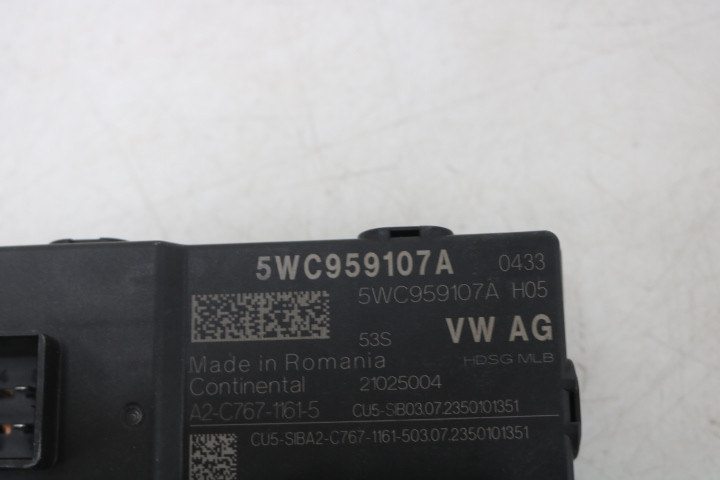 5WC959107A 0433
5WC959107A H05
53S VW AG
Made in Romania HDSG MLB
Continental 21025004
A2-C767-1161-5 CU5-SIB03.07.2350101351
CU5-SIBA2-C767-1161-503.07.2350101351